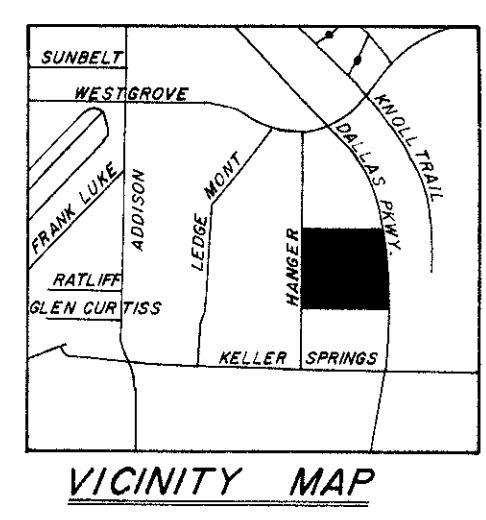 SUNBELT
WESTGROVE
KNOLL TRAIL
DALLAS PKWY.
FRANK LUKE
ADDISON
LEDGE MONT
HANGER
RATLIFF
GLEN CURTISS
KELLER SPRINGS
VICINITY MAP